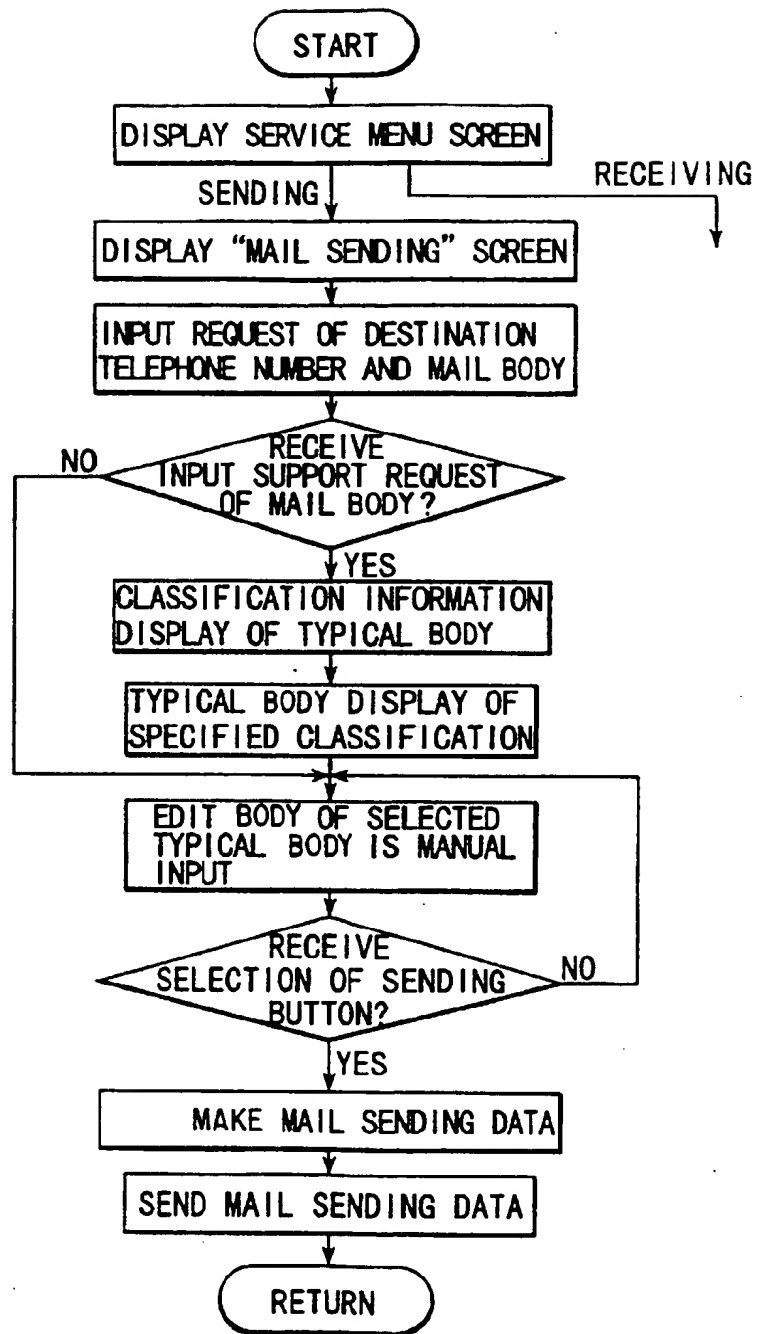 START
DISPLAY SERVICE MENU SCREEN
RECEIVING
SENDING
DISPLAY “MAIL SENDING” SCREEN
INPUT REQUEST OF DESTINATION
TELEPHONE NUMBER AND MAIL BODY
NO
RECEIVE
INPUT SUPPORT REQUEST
OF MAIL BODY?
YES
CLASSIFICATION INFORMATION
DISPLAY OF TYPICAL BODY
TYPICAL BODY DISPLAY OF
SPECIFIED CLASSIFICATION
EDIT BODY OF SELECTED
TYPICAL BODY IS MANUAL
INPUT
RECEIVE
SELECTION OF SENDING
BUTTON?
NO
YES
MAKE MAIL SENDING DATA
SEND MAIL SENDING DATA
RETURN